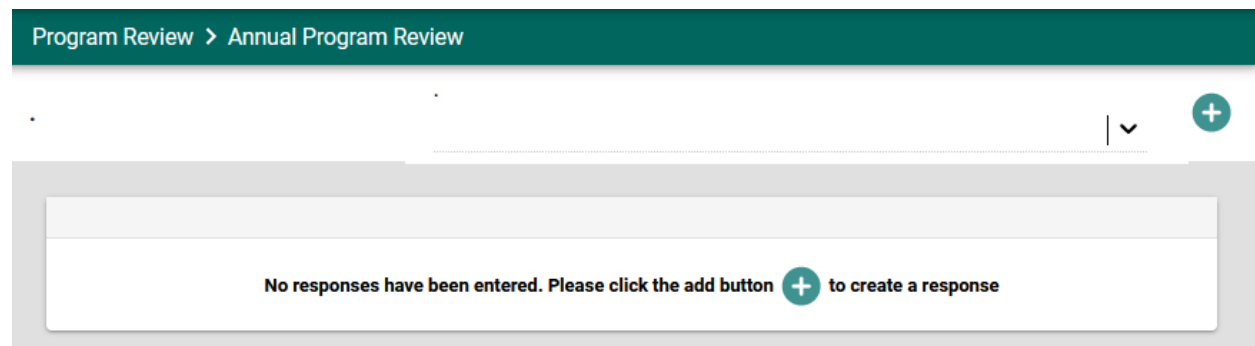 Program Review > Annual Program Review
.
.
No responses have been entered. Please click the add button + to create a response